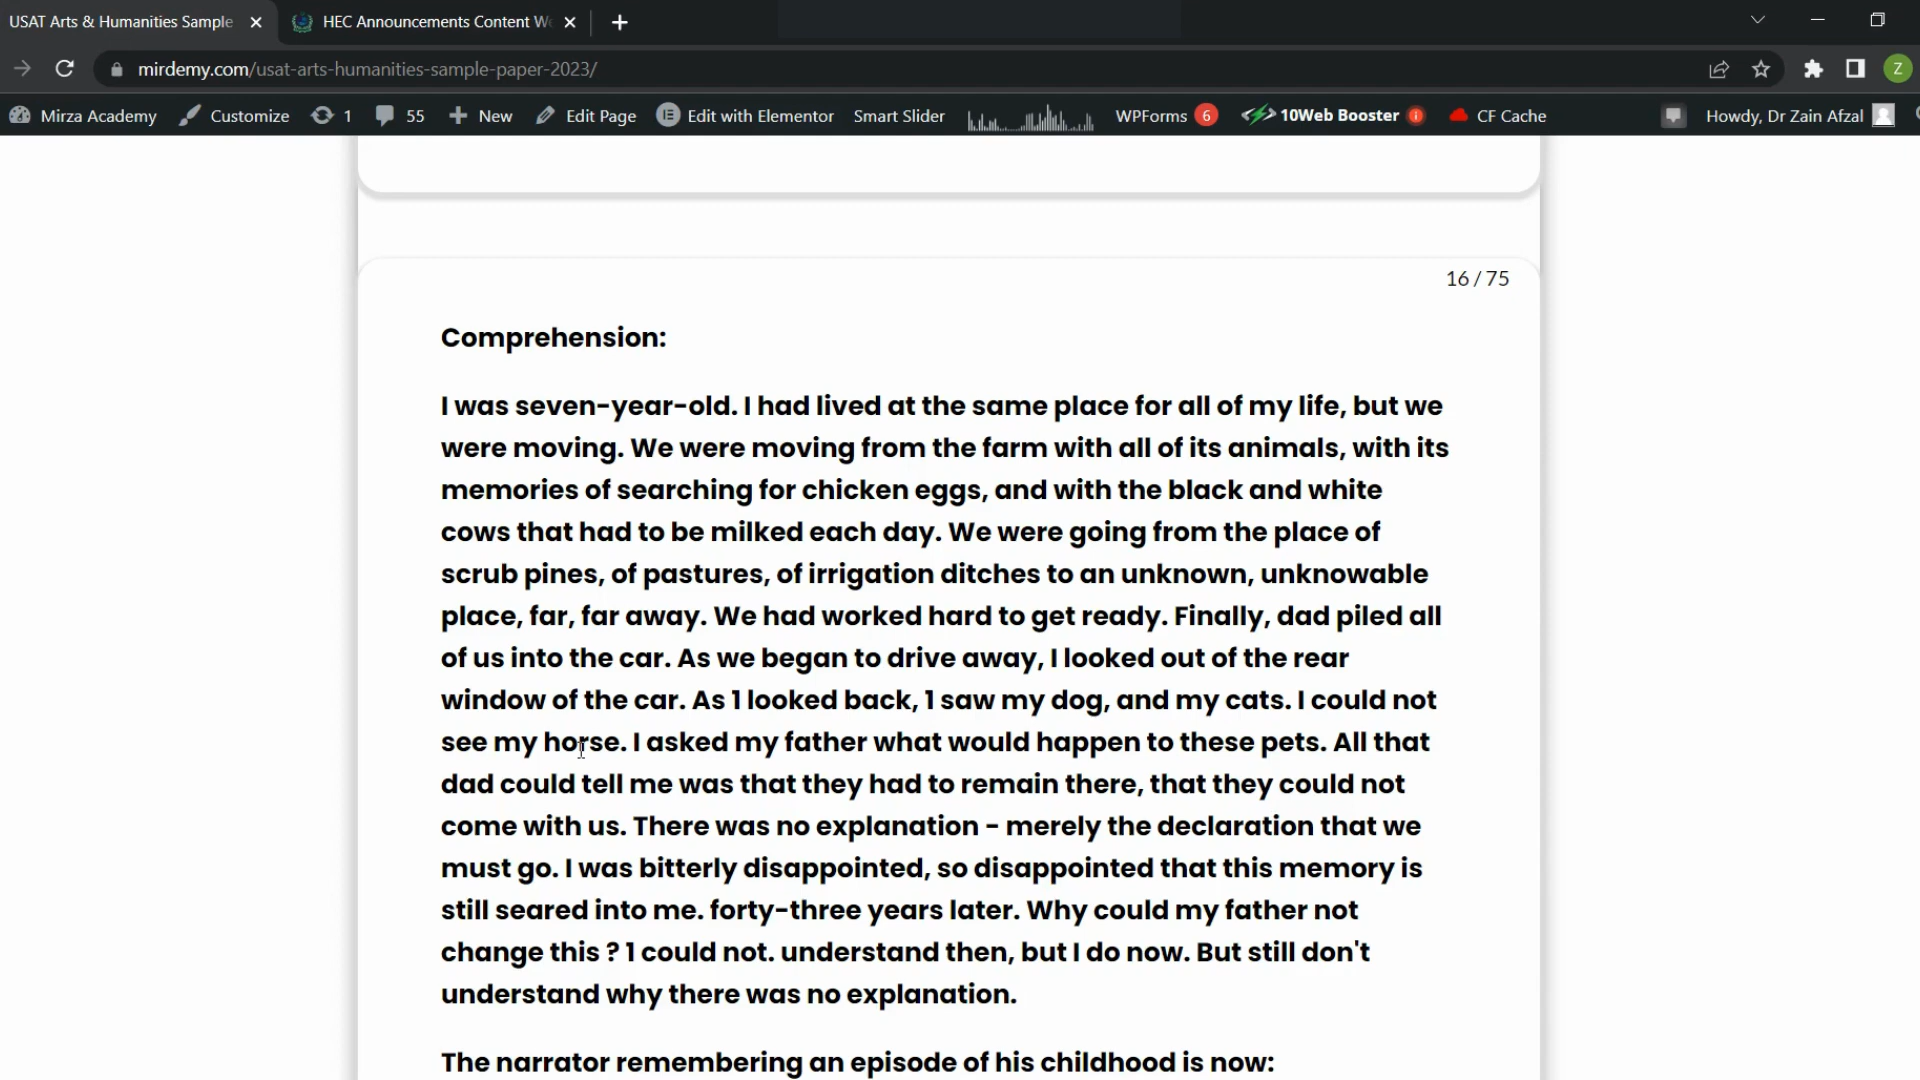 USAT Arts & Humanities Sample
HEC Announcements Content Wo
mirdemy.com/usat-arts-humanities-sample-paper-2023/
Z
Mirza Academy Customize 1 55 New Edit Page Edit with Elementor Smart Slider WPForms 6 10Web Booster CF Cache Howdy, Dr Zain Afzal
16 / 75
Comprehension:
I was seven-year-old. I had lived at the same place for all of my life, but we
were moving. We were moving from the farm with all of its animals, with its
memories of searching for chicken eggs, and with the black and white
cows that had to be milked each day. We were going from the place of
scrub pines, of pastures, of irrigation ditches to an unknown, unknowable
place, far, far away. We had worked hard to get ready. Finally, dad piled all
of us into the car. As we began to drive away, I looked out of the rear
window of the car. As 1 looked back, 1 saw my dog, and my cats. I could not
see my horse. I asked my father what would happen to these pets. All that
dad could tell me was that they had to remain there, that they could not
come with us. There was no explanation - merely the declaration that we
must go. I was bitterly disappointed, so disappointed that this memory is
still seared into me. forty-three years later. Why could my father not
change this ? 1 could not. understand then, but I do now. But still don't
understand why there was no explanation.
The narrator remembering an episode of his childhood is now: